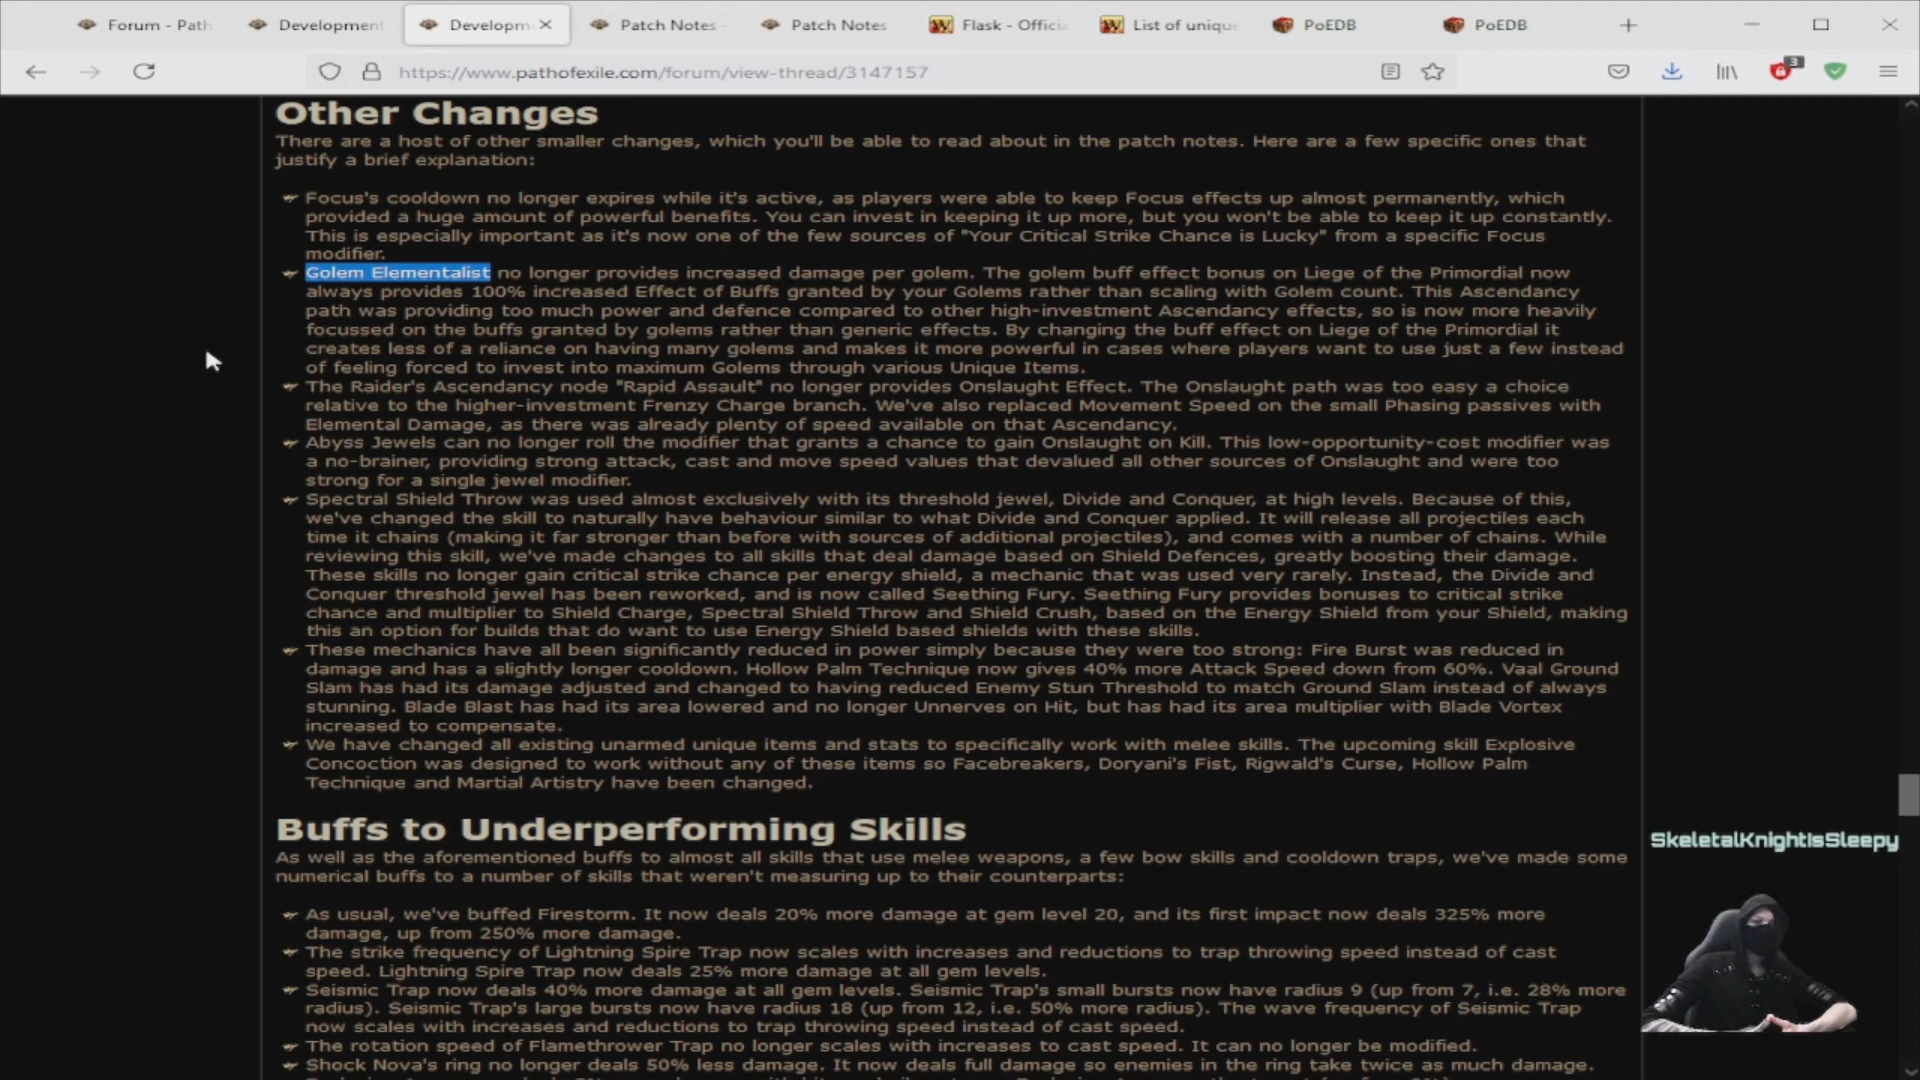 Forum - Path
Development
Developm
Patch Notes
Patch Notes
Flask - Offici
List of unique
PoEDB
PoEDB
https://www.pathofexile.com/forum/view-thread/3147157
3
Other Changes
There are a host of other smaller changes, which you'll be able to read about in the patch notes. Here are a few specific ones that
justify a brief explanation:
Focus's cooldown no longer expires while it's active, as players were able to keep Focus effects up almost permanently, which
provided a huge amount of powerful benefits. You can invest in keeping it up more, but you won't be able to keep it up constantly.
This is especially important as it's now one of the few sources of "Your Critical Strike Chance is Lucky" from a specific Focus
modifier.
Golem Elementalist no longer provides increased damage per golem. The golem buff effect bonus on Liege of the Primordial now
always provides 100% increased Effect of Buffs granted by your Golems rather than scaling with Golem count. This Ascendancy
path was providing too much power and defence compared to other high-investment Ascendancy effects, so is now more heavily
focussed on the buffs granted by golems rather than generic effects. By changing the buff effect on Liege of the Primordial it
creates less of a reliance on having many golems and makes it more powerful in cases where players want to use just a few instead
of feeling forced to invest into maximum Golems through various Unique Items.
The Raider's Ascendancy node "Rapid Assault" no longer provides Onslaught Effect. The Onslaught path was too easy a choice
relative to the higher-investment Frenzy Charge branch. We've also replaced Movement Speed on the small Phasing passives with
Elemental Damage, as there was already plenty of speed available on that Ascendancy.
Abyss Jewels can no longer roll the modifier that grants a chance to gain Onslaught on Kill. This low-opportunity-cost modifier was
a no-brainer, providing strong attack, cast and move speed values that devalued all other sources of Onslaught and were too
strong for a single jewel modifier.
Spectral Shield Throw was used almost exclusively with its threshold jewel, Divide and Conquer, at high levels. Because of this,
we've changed the skill to naturally have behaviour similar to what Divide and Conquer applied. It will release all projectiles each
time it chains (making it far stronger than before with sources of additional projectiles), and comes with a number of chains. While
reviewing this skill, we've made changes to all skills that deal damage based on Shield Defences, greatly boosting their damage.
These skills no longer gain critical strike chance per energy shield, a mechanic that was used very rarely. Instead, the Divide and
Conquer threshold jewel has been reworked, and is now called Seething Fury. Seething Fury provides bonuses to critical strike
chance and multiplier to Shield Charge, Spectral Shield Throw and Shield Crush, based on the Energy Shield from your Shield, making
this an option for builds that do want to use Energy Shield based shields with these skills.
These mechanics have all been significantly reduced in power simply because they were too strong: Fire Burst was reduced in
damage and has a slightly longer cooldown. Hollow Palm Technique now gives 40% more Attack Speed down from 60%. Vaal Ground
Slam has had its damage adjusted and changed to having reduced Enemy Stun Threshold to match Ground Slam instead of always
stunning. Blade Blast has had its area lowered and no longer Unnerves on Hit, but has had its area multiplier with Blade Vortex
increased to compensate.
We have changed all existing unarmed unique items and stats to specifically work with melee skills. The upcoming skill Explosive
Concoction was designed to work without any of these items so Facebreakers, Doryani's Fist, Rigwald's Curse, Hollow Palm
Technique and Martial Artistry have been changed.
Buffs to Underperforming Skills
SkeletalKnightIsSleepy
As well as the aforementioned buffs to almost all skills that use melee weapons, a few bow skills and cooldown traps, we've made some
numerical buffs to a number of skills that weren't measuring up to their counterparts:
As usual, we've buffed Firestorm. It now deals 20% more damage at gem level 20, and its first impact now deals 325% more
damage, up from 250% more damage.
The strike frequency of Lightning Spire Trap now scales with increases and reductions to trap throwing speed instead of cast
speed. Lightning Spire Trap now deals 25% more damage at all gem levels.
Seismic Trap now deals 40% more damage at all gem levels. Seismic Trap's small bursts now have radius 9 (up from 7, i.e. 28% more
radius). Seismic Trap's large bursts now have radius 18 (up from 12, i.e. 50% more radius). The wave frequency of Seismic Trap
now scales with increases and reductions to trap throwing speed instead of cast speed.
The rotation speed of Flamethrower Trap no longer scales with increases to cast speed. It can no longer be modified.
Shock Nova's ring no longer deals 50% less damage. It now deals full damage so enemies in the ring take twice as much damage.